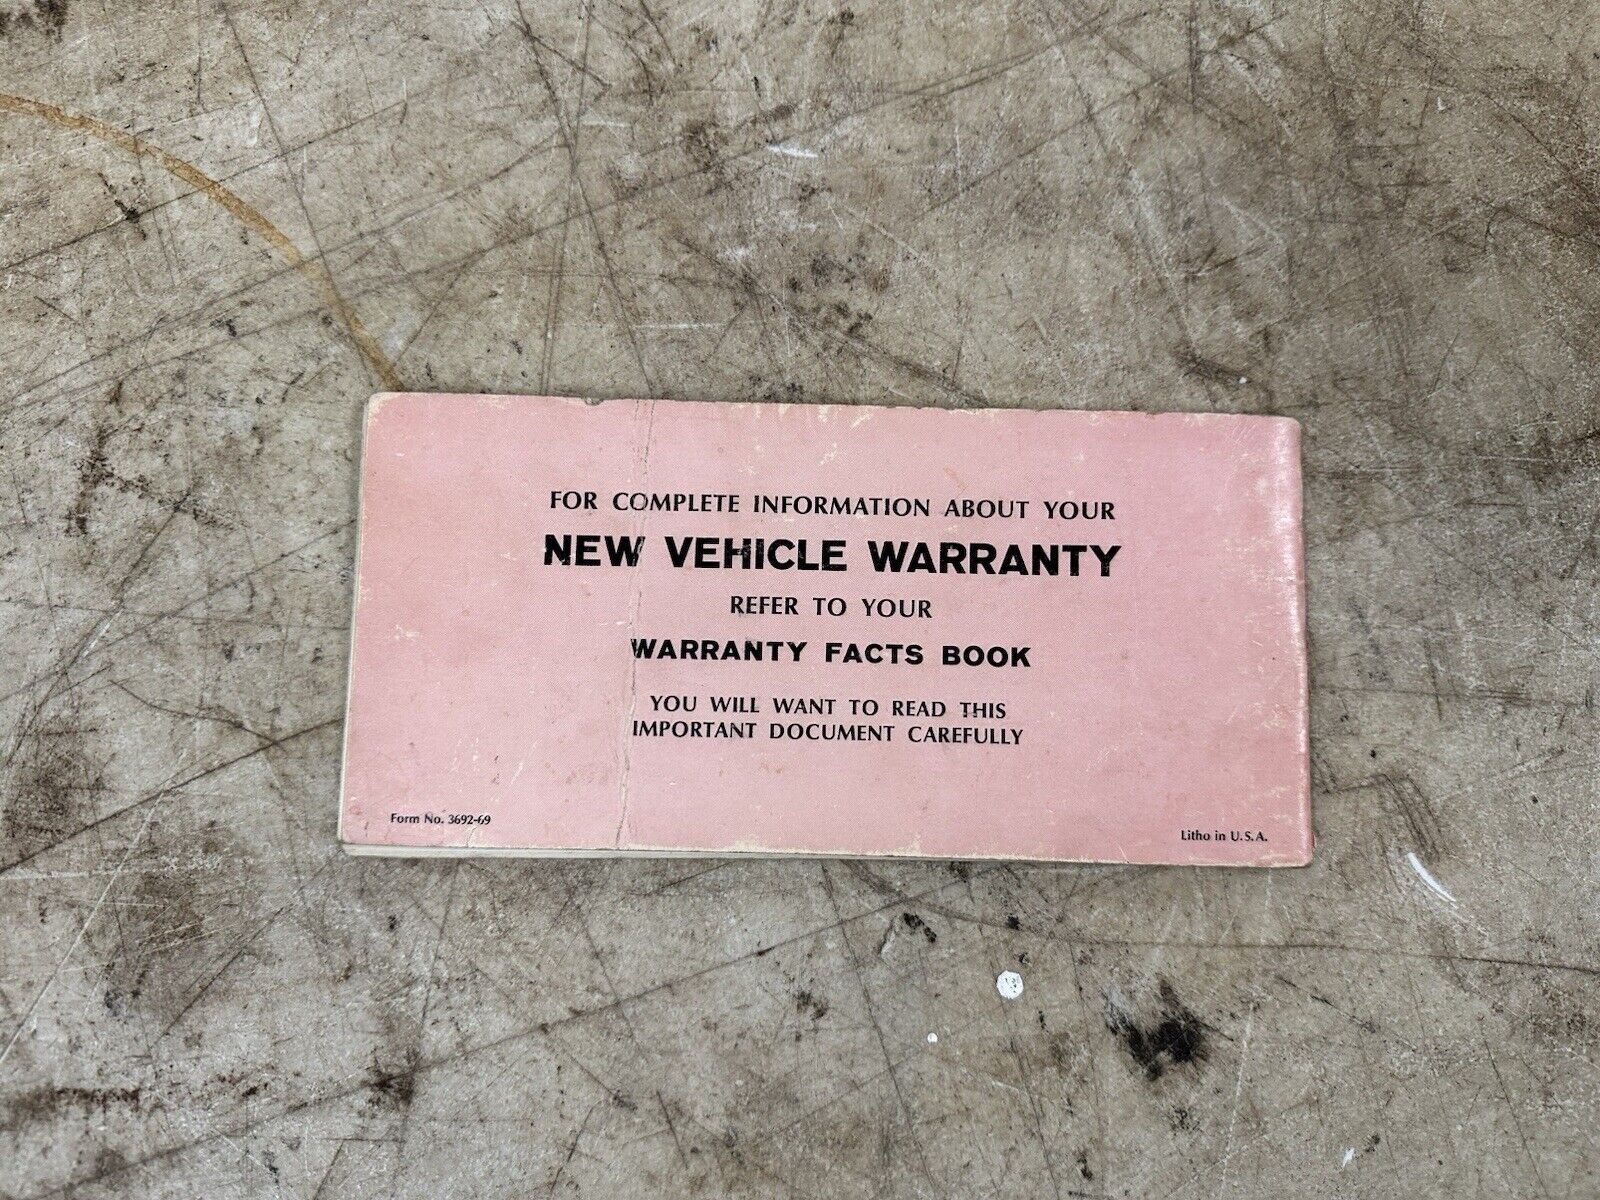 FOR COMPLETE INFORMATION ABOUT YOUR
NEW VEHICLE WARRANTY
REFER TO YOUR
WARRANTY FACTS BOOK
YOU WILL WANT TO READ THIS
IMPORTANT DOCUMENT CAREFULLY
Form No. 3692-69
Litho in U.S.A.